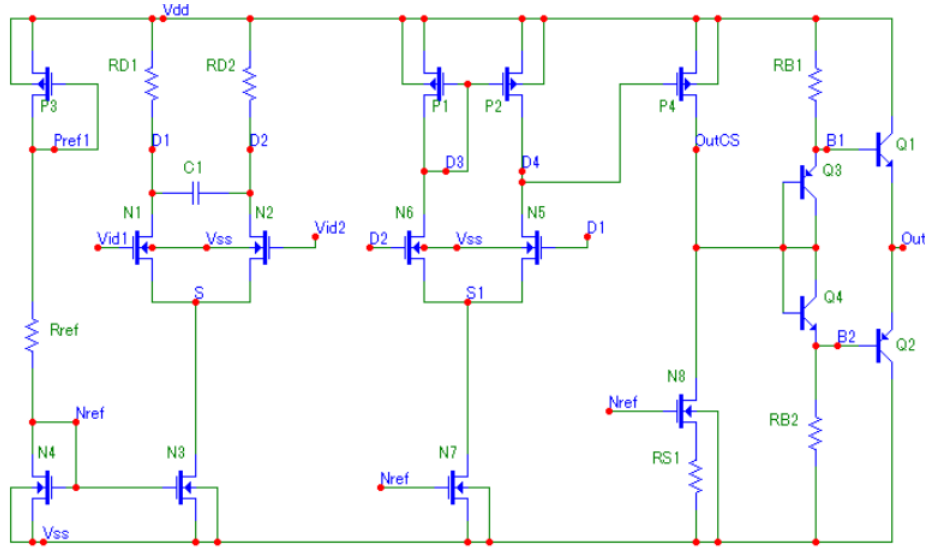 Vdd
RD1 RD2 RB1
P3 P1 P2 P4
Pref1 D1 D2 D3 D4 OutCS B1 Q1
C1 Q3
N1 N2 N6 N5
Vid1 Vss Vid2 D2 Vss D1 Out
S S1 Q4
Rref B2 Q2
N8
Nref Nref
RB2
N4 N3 N7 RS1
Nref
Vss